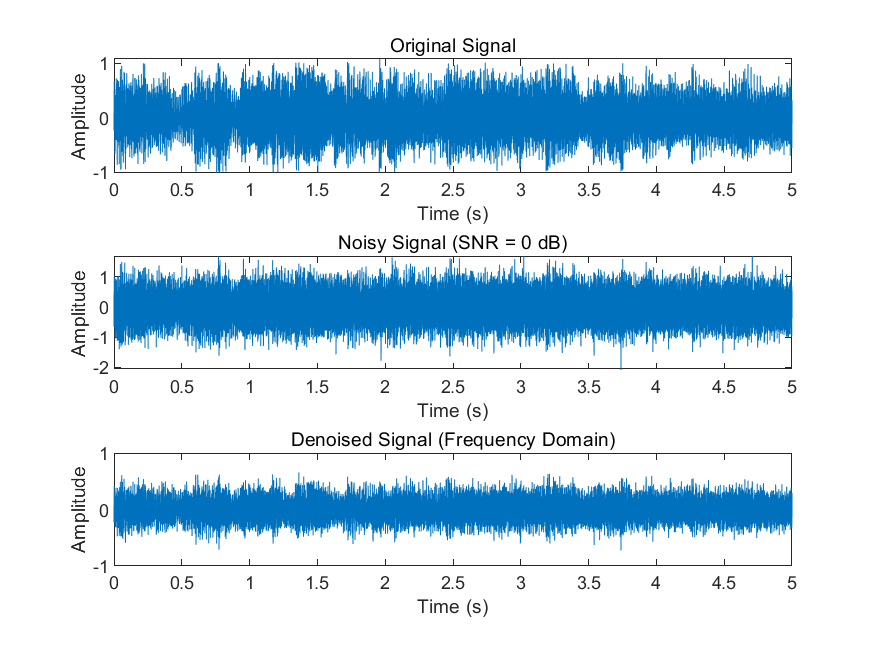 Original Signal
Amplitude
1
0
-1
0 0.5 1 1.5 2 2.5 3 3.5 4 4.5 5
Time (s)
Noisy Signal (SNR = 0 dB)
Amplitude
1
0
-1
-2
0 0.5 1 1.5 2 2.5 3 3.5 4 4.5 5
Time (s)
Denoised Signal (Frequency Domain)
Amplitude
1
0
-1
0 0.5 1 1.5 2 2.5 3 3.5 4 4.5 5
Time (s)